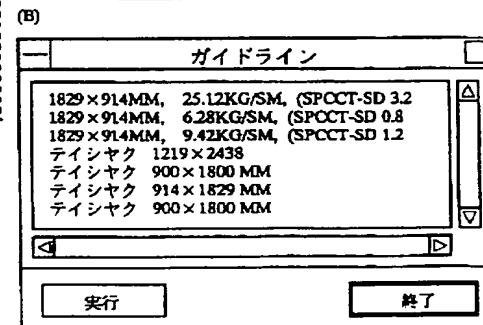 (B)
ガイドライン
1829×914MM, 25.12KG/SM, (SPCCT-SD 3.2
1829×914MM, 6.28KG/SM, (SPCCT-SD 0.8
1829×914MM, 9.42KG/SM, (SPCCT-SD 1.2
テイシヤク 1219×2438
テイシヤク 900×1800 MM
テイシヤク 914×1829 MM
テイシヤク 900×1800 MM
実行 終了